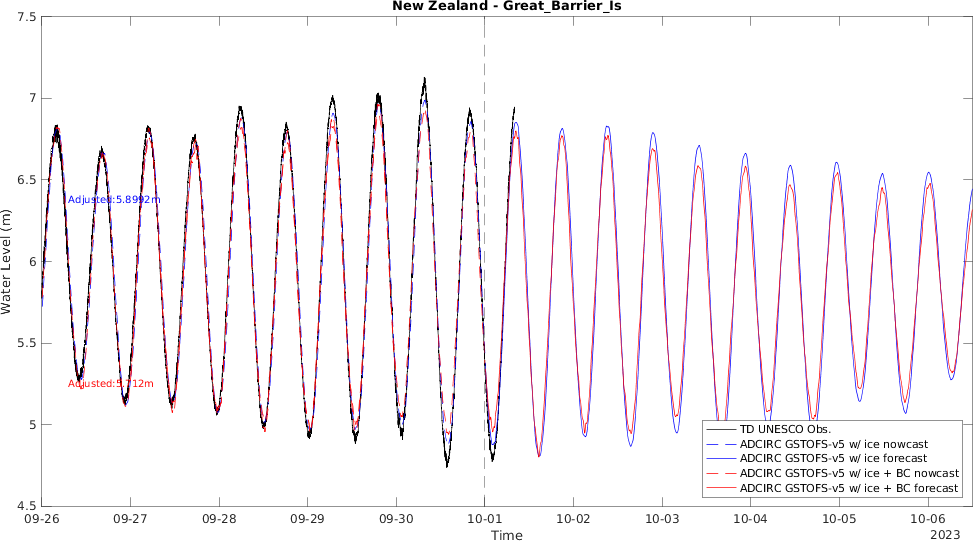 New Zealand - Great_Barrier_Is
7.5
7
6.5
6
5.5
5
4.5
Water Level (m)
Adjusted:5.8992m
Adjusted:5.712m
TD UNESCO Obs.
ADCIRC GSTOFS-v5 w/ ice nowcast
ADCIRC GSTOFS-v5 w/ ice forecast
ADCIRC GSTOFS-v5 w/ ice + BC nowcast
ADCIRC GSTOFS-v5 w/ ice + BC forecast
09-26 09-27 09-28 09-29 09-30 10-01 10-02 10-03 10-04 10-05 10-06
Time
2023